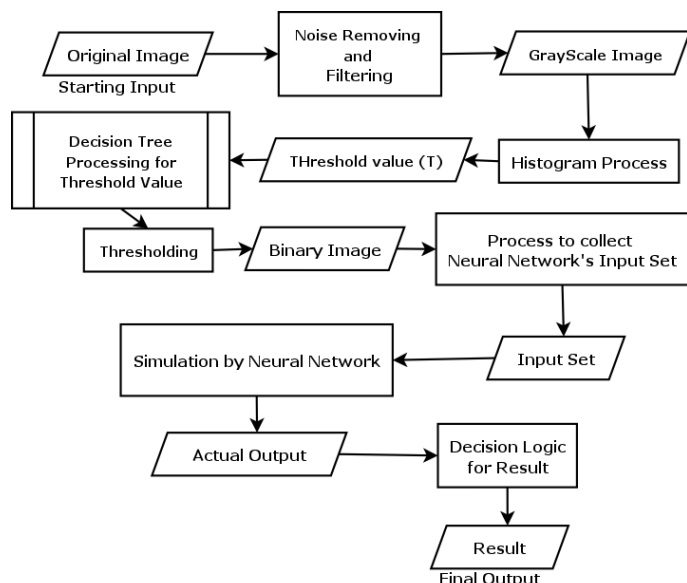 Original Image
Starting Input
Noise Removing
and
Filtering
GrayScale Image
Histogram Process
THreshold value (T)
Decision Tree
Processing for
Threshold Value
Thresholding
Binary Image
Process to collect
Neural Network's Input Set
Input Set
Simulation by Neural Network
Actual Output
Decision Logic
for Result
Result
Final Output